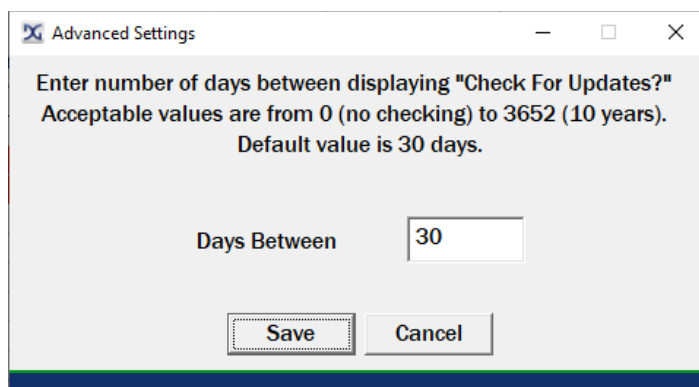 Advanced Settings
Enter number of days between displaying "Check For Updates?"
Acceptable values are from 0 (no checking) to 3652 (10 years).
Default value is 30 days.
Days Between 30
Save Cancel